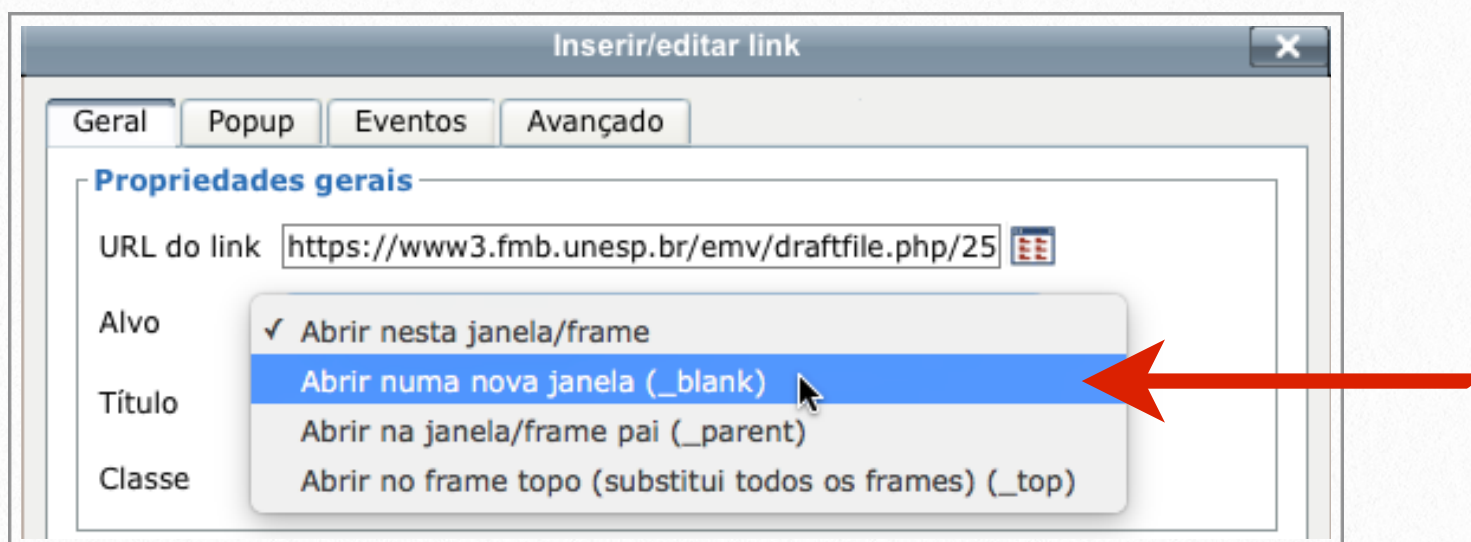 Inserir/editar link
Geral Popup Eventos Avançado
Propriedades gerais
URL do link https://www3.fmb.unesp.br/emv/draftfile.php/25
Alvo
✓ Abrir nesta janela/frame
Abrir numa nova janela (_blank)
Título
Abrir na janela/frame pai (_parent)
Classe
Abrir no frame topo (substitui todos os frames) (_top)